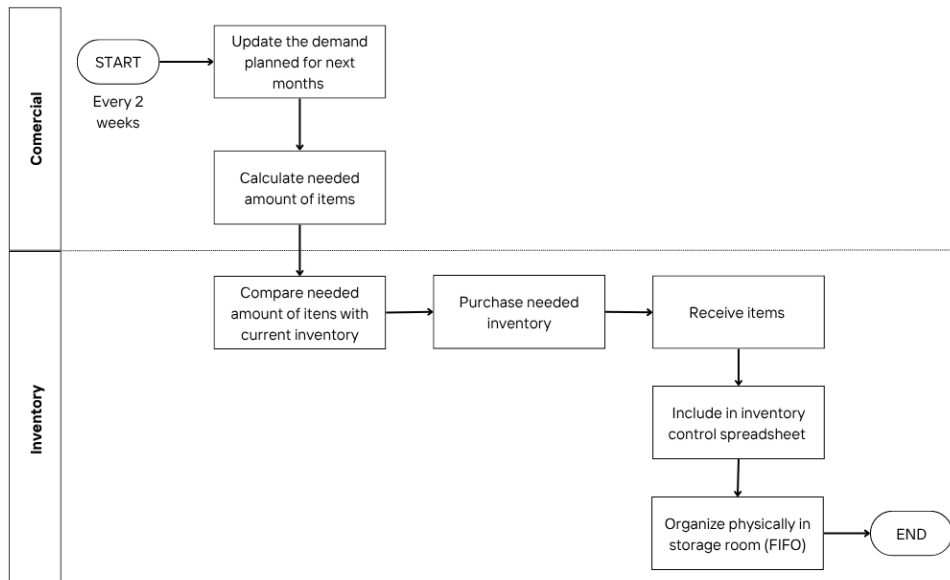 Comercial
START
Every 2
weeks
Update the demand
planned for next
months
Calculate needed
amount of items
Inventory
Compare needed
amount of itens with
current inventory
Purchase needed
inventory
Receive items
Include in inventory
control spreadsheet
Organize physically in
storage room (FIFO)
END